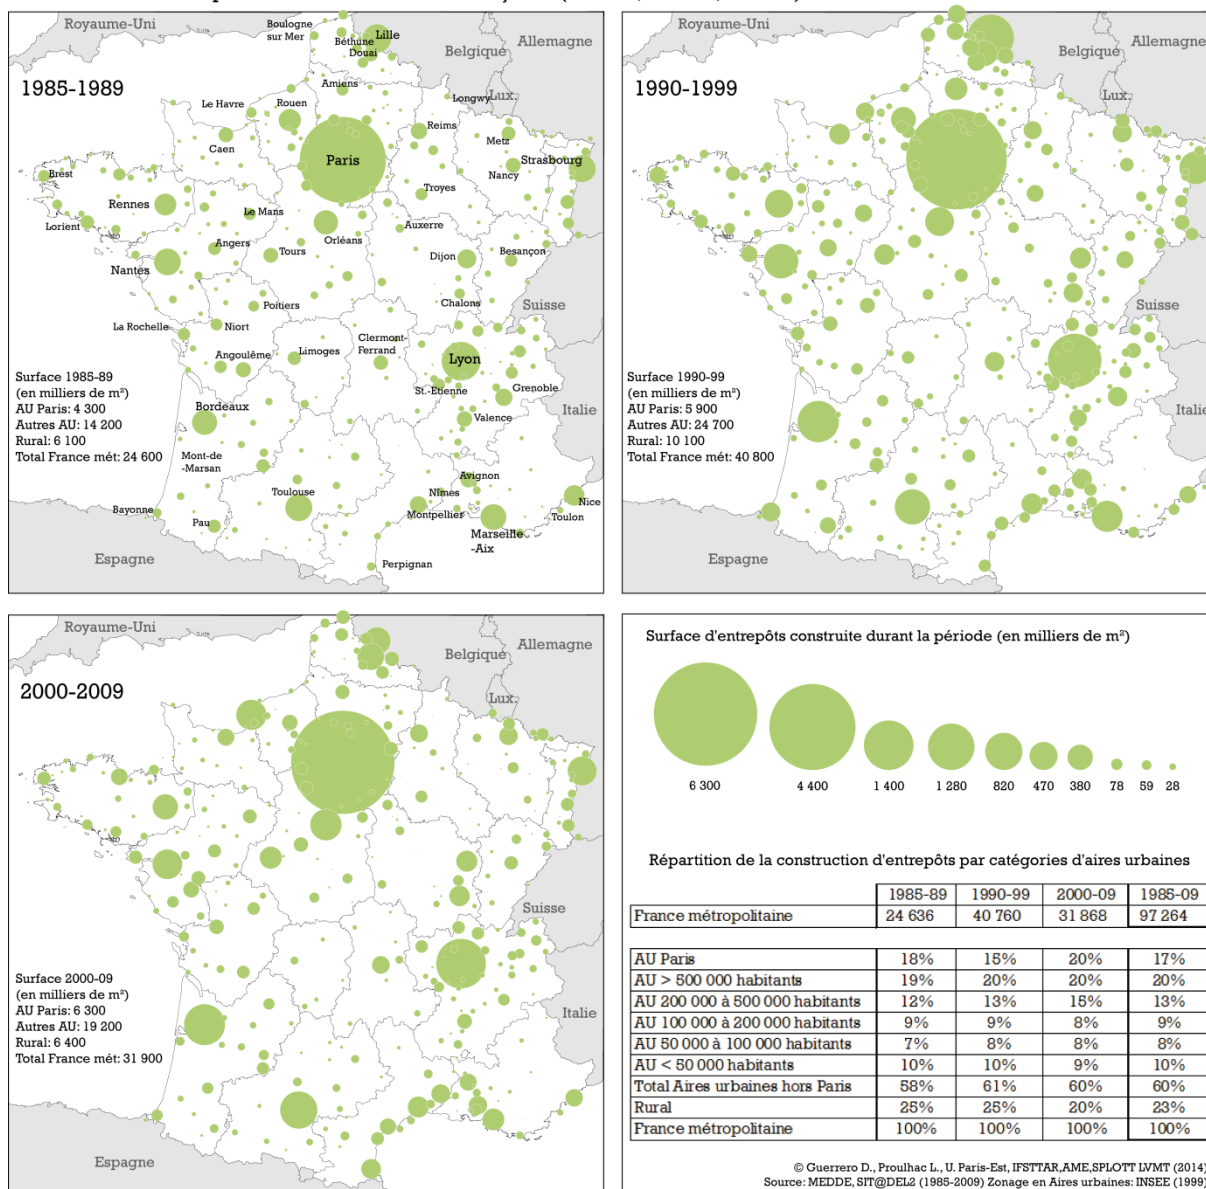 Royaume-Uni
Boulogne
sur Mer
Lille
Béthune
Douai
Belgique
Allemagne
1985-1989
Amiens
Lux.
Longwy
Le Havre
Rouen
Reims
Caen
Metz
Paris
Strasbourg
Nancy
Brest
Troyes
Rennes
Le Mans
Lorient
Auxerre
Orléans
Angers
Tours
Dijon
Besançon
Nantes
Chalons
Suisse
Poitiers
La Rochelle
Niort
Clermont-
Ferrand
Angoulême
Limoges
Lyon
Surface 1985-89
(en milliers de m²)
AU Paris: 4 300
Autres AU: 14 200
Rural: 6 100
Total France mét: 24 600
St.-Etienne
Grenoble
Italie
Bordeaux
Valence
Mont-de
-Marsan
Avignon
Toulouse
Nîmes
Nice
Bayonne
Montpellier
Toulon
Pau
Marseille
-Aix
Espagne
Perpignan
Royaume-Uni
Belgique
Allemagne
1990-1999
Lux.
Suisse
Surface 1990-99
(en milliers de m²)
AU Paris: 5 900
Autres AU: 24 700
Rural: 10 100
Total France mét: 40 800
Italie
Espagne
Royaume-Uni
Belgique
Allemagne
2000-2009
Lux.
Suisse
Surface 2000-09
(en milliers de m²)
AU Paris: 6 300
Autres AU: 19 200
Rural: 6 400
Total France mét: 31 900
Italie
Espagne
Surface d'entrepôts construite durant la période (en milliers de m²)
6 300 4 400 1 400 1 280 820 470 380 78 59 28
Répartition de la construction d'entrepôts par catégories d'aires urbaines
1985-89 1990-99 2000-09 1985-09
France métropolitaine 24 636 40 760 31 868 97 264
AU Paris 18% 15% 20% 17%
AU > 500 000 habitants 19% 20% 20% 20%
AU 200 000 à 500 000 habitants 12% 13% 15% 13%
AU 100 000 à 200 000 habitants 9% 9% 8% 9%
AU 50 000 à 100 000 habitants 7% 8% 8% 8%
AU < 50 000 habitants 10% 10% 9% 10%
Total Aires urbaines hors Paris 58% 61% 60% 60%
Rural 25% 25% 20% 23%
France métropolitaine 100% 100% 100% 100%
© Guerrero D., Proulhac L., U. Paris-Est, IFSTTAR,AME,SPLOTT LVMT (2014)
Source: MEDDE, SIT@DEL2 (1985-2009) Zonage en Aires urbaines: INSEE (1999)